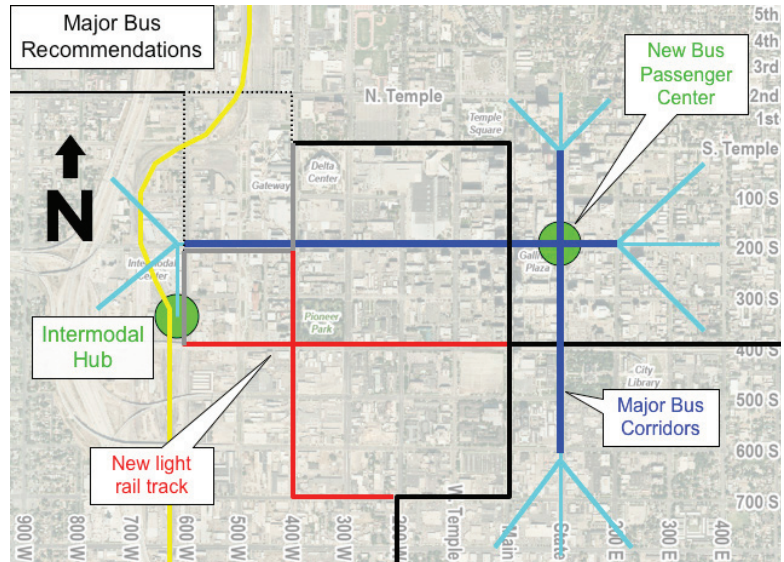 Major Bus
Recommendations
New Bus
Passenger
Center
5th
4th
3rd
2nd
1st
N. Temple
S. Temple
Temple
Square
Delta
Center
Gateway
N
100 S
200 S
300 S
400 S
600 S
700 S
Intermodal
Center
Plaza
Pioneer
Park
Intermodal
Hub
City
Library
Major Bus
Corridors
New light
rail track
900 W
800 W
700 W
600 W
500 W
400 W
300 W
W. Temple
Main
State
200 E
300 E
400 E